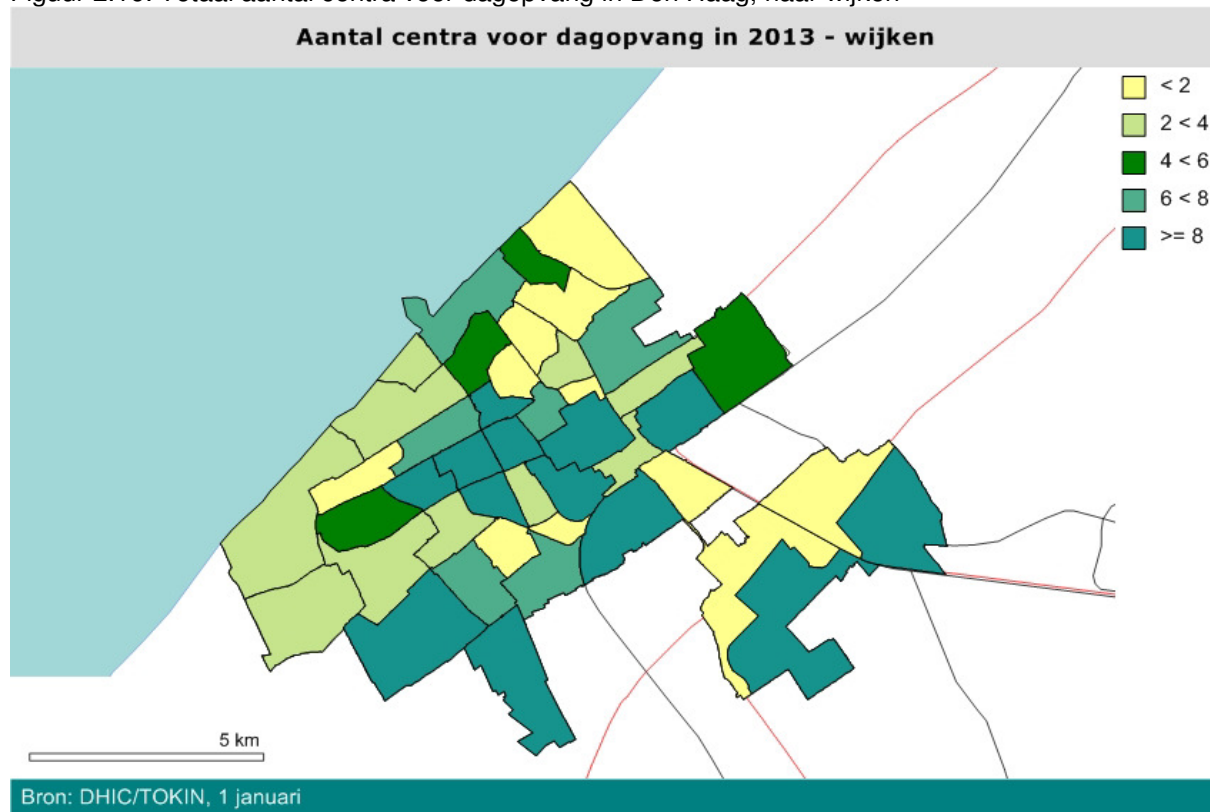 Aantal centra voor dagopvang in 2013 - wijken
< 2
2 < 4
4 < 6
6 < 8
>= 8
5 km
Bron: DHIC/TOKIN, 1 januari